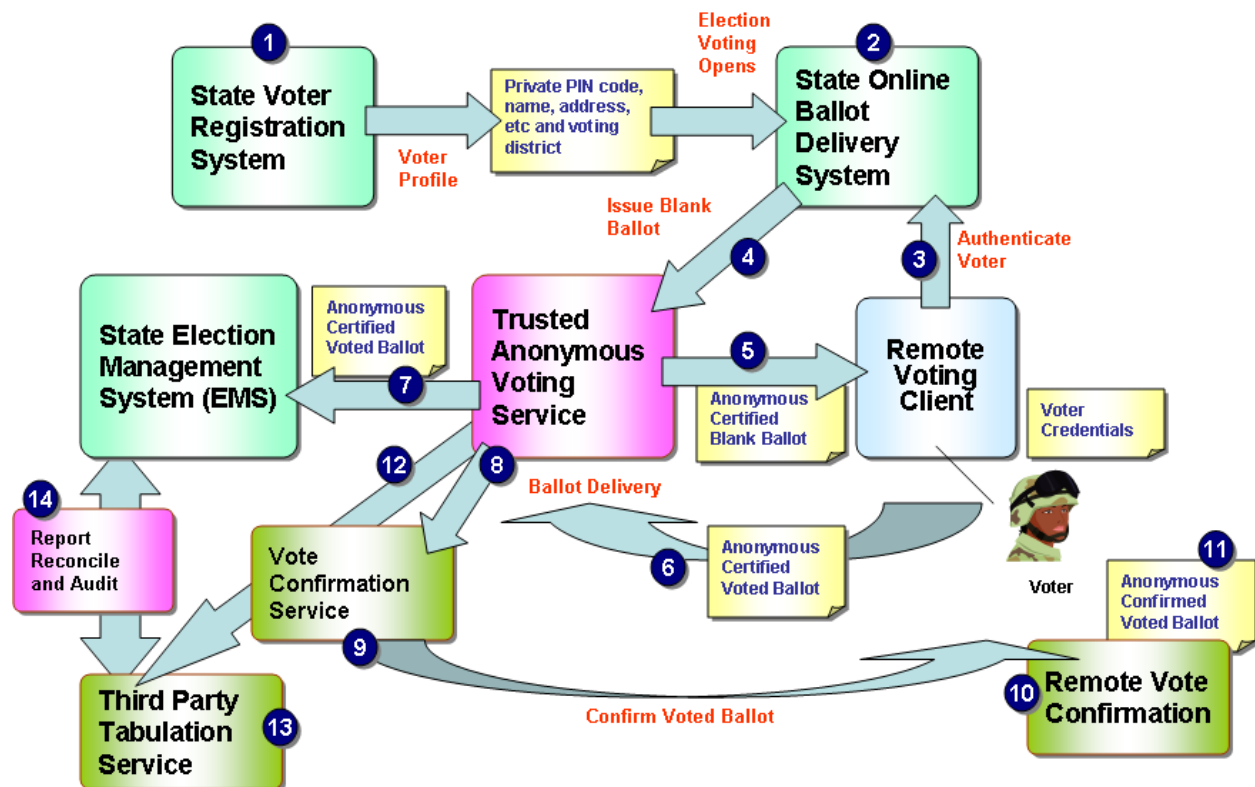 1
State Voter
Registration
System
Voter
Profile
Private PIN code,
name, address,
etc and voting
district
Election
Voting
Opens
2
State Online
Ballot
Delivery
System
Issue Blank
Ballot
4
3
Authenticate
Voter
State Election
Management
System (EMS)
Anonymous
Certified
Voted Ballot
7
Trusted
Anonymous
Voting
Service
5
Anonymous
Certified
Blank Ballot
Remote
Voting
Client
Voter
Credentials
12
8
Ballot Delivery
14
Report
Reconcile
and Audit
Vote
Confirmation
Service
9
6
Anonymous
Certified
Voted Ballot
Voter
11
Anonymous
Confirmed
Voted Ballot
10
Remote Vote
Confirmation
Confirm Voted Ballot
Third Party
Tabulation
Service
13